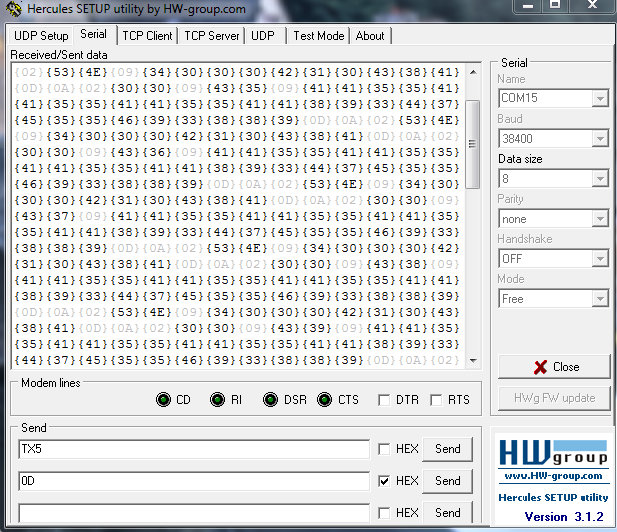 Hercules SETUP utility by HW-group.com
UDP Setup Serial TCP Client TCP Server UDP Test Mode About
Received/Sent data
{02}{53}{4E}{09}{34}{30}{30}{30}{42}{31}{30}{43}{38}{41}
{0D}{0A}{02}{30}{30}{09}{43}{35}{09}{41}{41}{35}{35}{41}
{41}{35}{35}{41}{41}{35}{35}{41}{41}{38}{39}{33}{44}{37}
{45}{35}{35}{46}{39}{33}{38}{38}{39}{0D}{0A}{02}{53}{4E}
{09}{34}{30}{30}{30}{42}{31}{30}{43}{38}{41}{0D}{0A}{02}
{30}{30}{09}{43}{36}{09}{41}{41}{35}{35}{41}{41}{35}{35}
{41}{41}{35}{35}{41}{41}{38}{39}{33}{44}{37}{45}{35}{35}
{46}{39}{33}{38}{38}{39}{0D}{0A}{02}{53}{4E}{09}{34}{30}
{30}{30}{42}{31}{30}{43}{38}{41}{0D}{0A}{02}{30}{30}{09}
{43}{37}{09}{41}{41}{35}{35}{41}{41}{35}{35}{41}{41}{35}
{35}{41}{41}{38}{39}{33}{44}{37}{45}{35}{35}{46}{39}{33}
{38}{38}{39}{0D}{0A}{02}{53}{4E}{09}{34}{30}{30}{30}{42}
{31}{30}{43}{38}{41}{0D}{0A}{02}{30}{30}{09}{43}{38}{09}
{41}{41}{35}{35}{41}{41}{35}{35}{41}{41}{35}{35}{41}{41}
{38}{39}{33}{44}{37}{45}{35}{35}{46}{39}{33}{38}{38}{39}
{0D}{0A}{02}{53}{4E}{09}{34}{30}{30}{30}{42}{31}{30}{43}
{38}{41}{0D}{0A}{02}{30}{30}{09}{43}{39}{09}{41}{41}{35}
{35}{41}{41}{35}{35}{41}{41}{35}{35}{41}{41}{38}{39}{33}
{44}{37}{45}{35}{35}{46}{39}{33}{38}{38}{39}{0D}{0A}{02}
Modem lines
CD RI DSR CTS DTR RTS
Send
TX5 HEX Send
0D HEX Send
HEX Send
Serial
Name
COM15
Baud
38400
Data size
8
Parity
none
Handshake
OFF
Mode
Free
Close
HWg FW update
HW group
www.HW-group.com
Hercules SETUP utility
Version 3.1.2